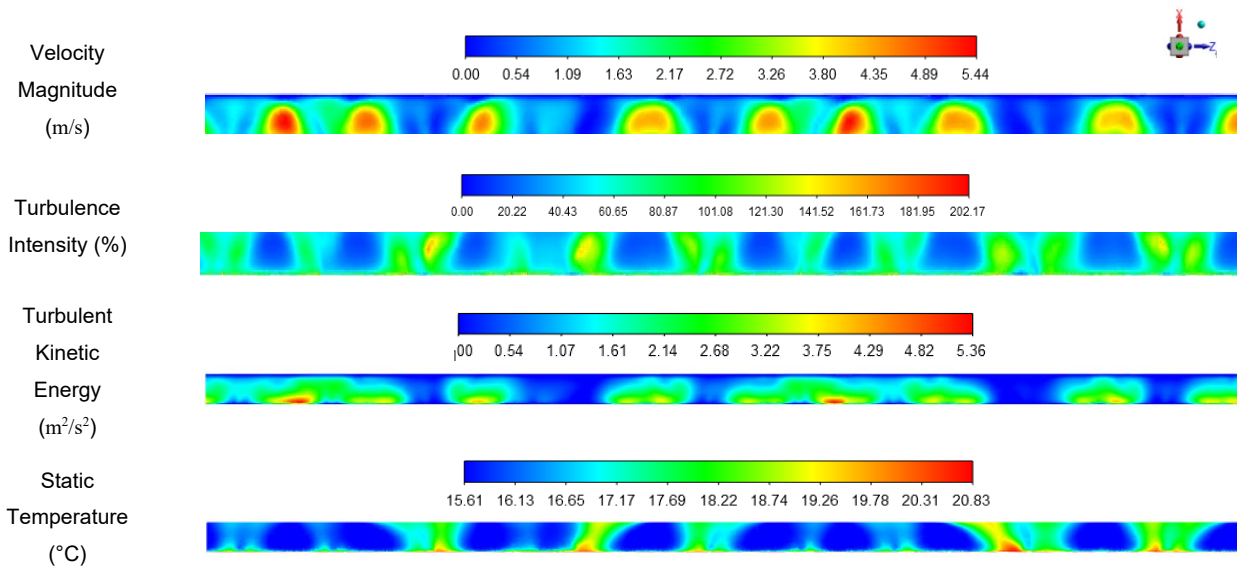 X
Z
Velocity
Magnitude
(m/s)
0.00 0.54 1.09 1.63 2.17 2.72 3.26 3.80 4.35 4.89 5.44
Turbulence
Intensity (%)
0.00 20.22 40.43 60.65 80.87 101.08 121.30 141.52 161.73 181.95 202.17
Turbulent
Kinetic
Energy
(m²/s²)
00 0.54 1.07 1.61 2.14 2.68 3.22 3.75 4.29 4.82 5.36
Static
Temperature
(°C)
15.61 16.13 16.65 17.17 17.69 18.22 18.74 19.26 19.78 20.31 20.83